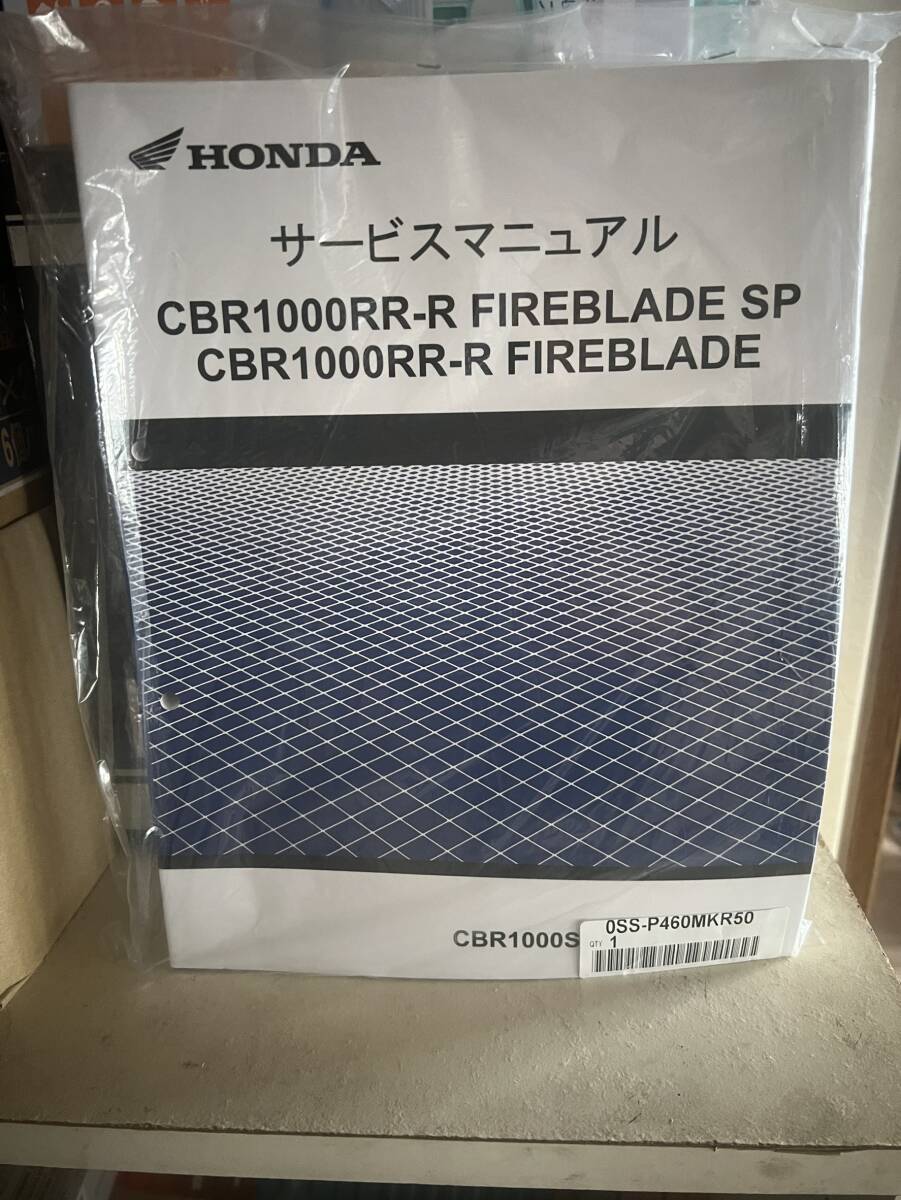 HONDA
サービスマニュアル
CBR1000RR-R FIREBLADE SP
CBR1000RR-R FIREBLADE
CBR1000S
0SS-P460MKR50
QTY 1